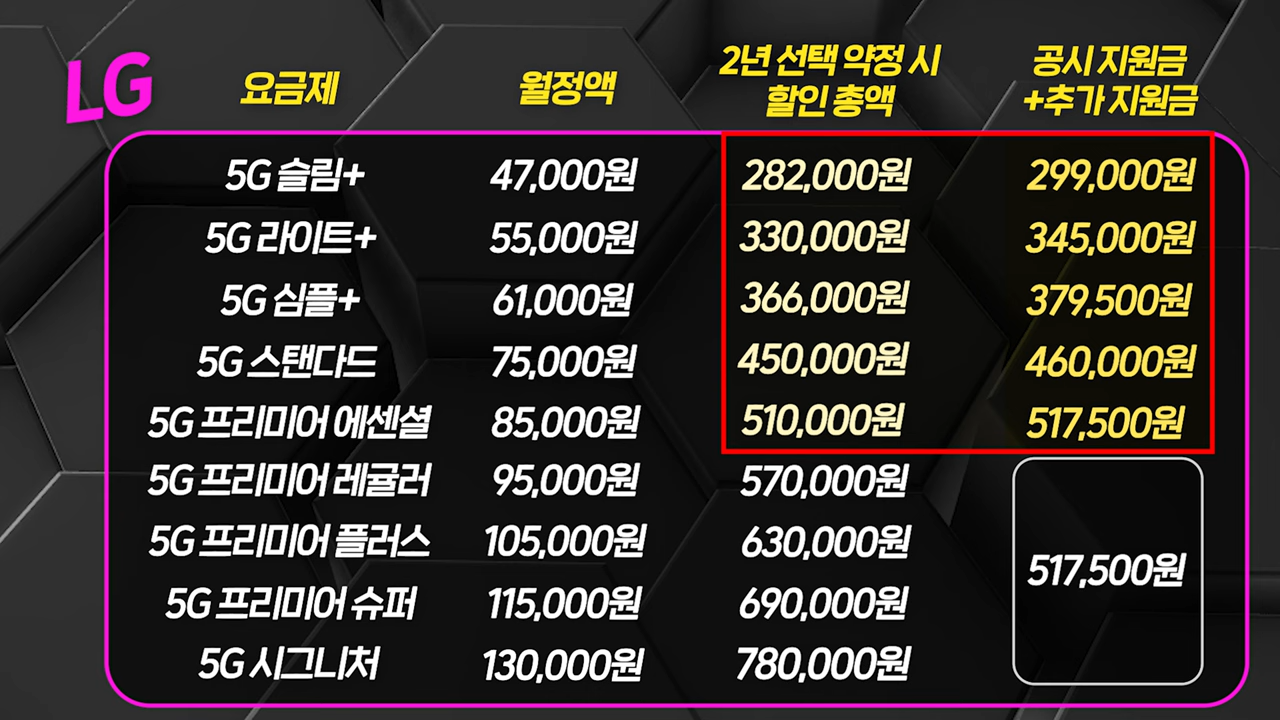 LG
요금제 월정액 2년 선택 약정 시 할인 총액 공시 지원금 +추가 지원금
5G 슬림+ 47,000원 282,000원 299,000원
5G 라이트+ 55,000원 330,000원 345,000원
5G 심플+ 61,000원 366,000원 379,500원
5G 스탠다드 75,000원 450,000원 460,000원
5G 프리미어 에센셜 85,000원 510,000원 517,500원
5G 프리미어 레귤러 95,000원 570,000원
5G 프리미어 플러스 105,000원 630,000원
517,500원
5G 프리미어 슈퍼 115,000원 690,000원
5G 시그니처 130,000원 780,000원